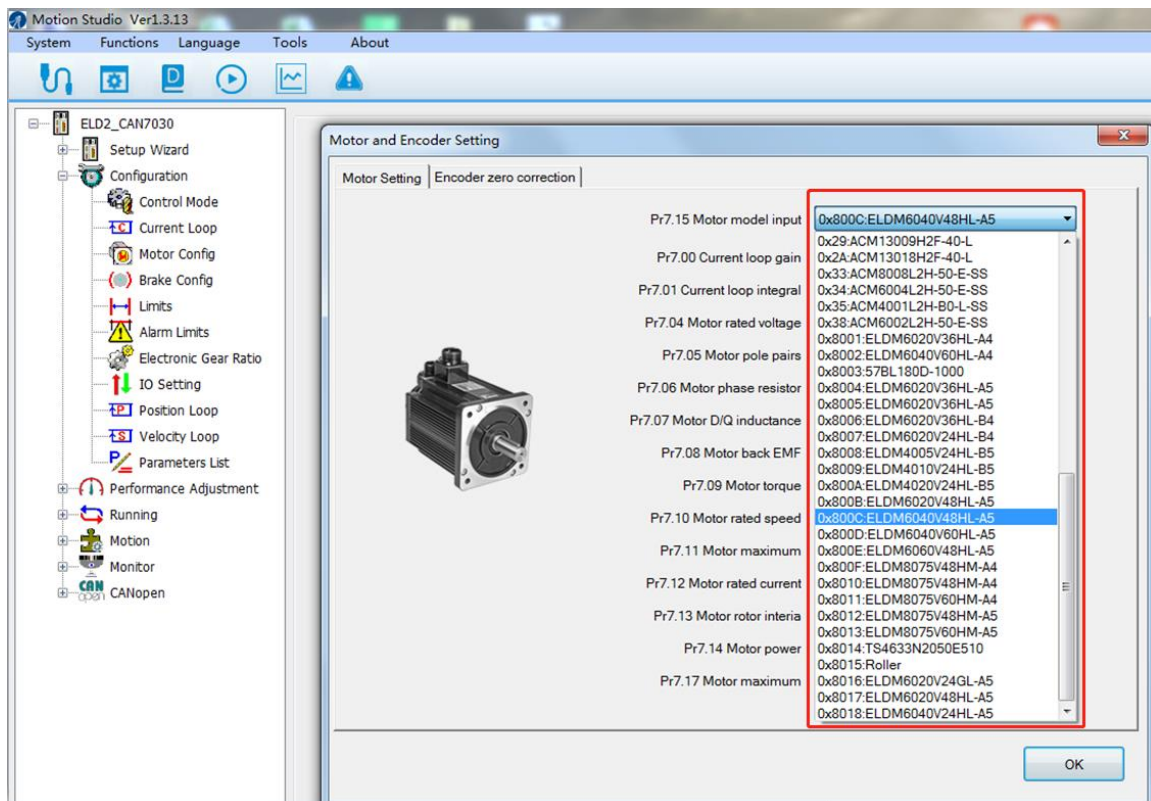 Motion Studio Ver1.3.13
System Functions Language Tools About
ELD2_CAN7030
Setup Wizard
Configuration
Control Mode
Current Loop
Motor Config
Brake Config
Limits
Alarm Limits
Electronic Gear Ratio
IO Setting
Position Loop
Velocity Loop
Parameters List
Performance Adjustment
Running
Motion
Monitor
CAN open CANopen
Motor and Encoder Setting
Motor Setting Encoder zero correction
Pr7.15 Motor model input 0x800C:ELDM6040V48HL-A5
Pr7.00 Current loop gain
Pr7.01 Current loop integral
Pr7.04 Motor rated voltage
Pr7.05 Motor pole pairs
Pr7.06 Motor phase resistor
Pr7.07 Motor D/Q inductance
Pr7.08 Motor back EMF
Pr7.09 Motor torque
Pr7.10 Motor rated speed
Pr7.11 Motor maximum
Pr7.12 Motor rated current
Pr7.13 Motor rotor interia
Pr7.14 Motor power
Pr7.17 Motor maximum
0x29:ACM13009H2F-40-L
0x2A:ACM13018H2F-40-L
0x33:ACM8008L2H-50-E-SS
0x34:ACM6004L2H-50-E-SS
0x35:ACM4001L2H-B0-L-SS
0x38:ACM6002L2H-50-E-SS
0x8001:ELDM6020V36HL-A4
0x8002:ELDM6040V60HL-A4
0x8003:57BL180D-1000
0x8004:ELDM6020V36HL-A5
0x8005:ELDM6020V36HL-A5
0x8006:ELDM6020V36HL-B4
0x8007:ELDM6020V24HL-B4
0x8008:ELDM4005V24HL-B5
0x8009:ELDM4010V24HL-B5
0x800A:ELDM4020V24HL-B5
0x800B:ELDM6020V48HL-A5
0x800C:ELDM6040V48HL-A5
0x800D:ELDM6040V60HL-A5
0x800E:ELDM6060V48HL-A5
0x800F:ELDM8075V48HM-A4
0x8010:ELDM8075V48HM-A4
0x8011:ELDM8075V60HM-A4
0x8012:ELDM8075V48HM-A5
0x8013:ELDM8075V60HM-A5
0x8014:TS4633N2050E510
0x8015:Roller
0x8016:ELDM6020V24GL-A5
0x8017:ELDM6020V48HL-A5
0x8018:ELDM6040V24HL-A5
OK